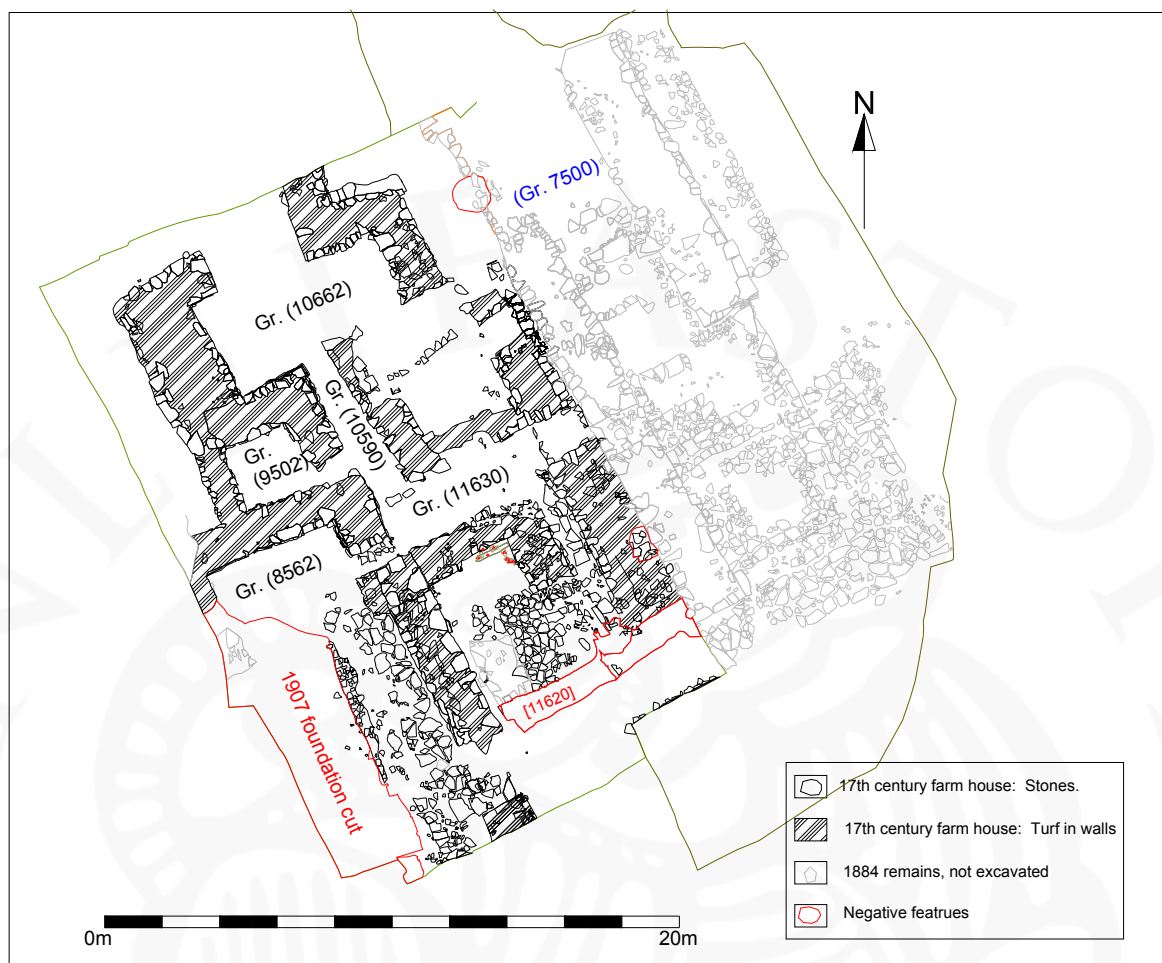 N
(Gr. 7500)
Gr. (10662)
Gr. (10590)
Gr.
(9502)
Gr. (11630)
Gr. (8562)
[11620]
1907 foundation cut
17th century farm house: Stones.
17th century farm house: Turf in walls
1884 remains, not excavated
Negative featrues
0m
20m